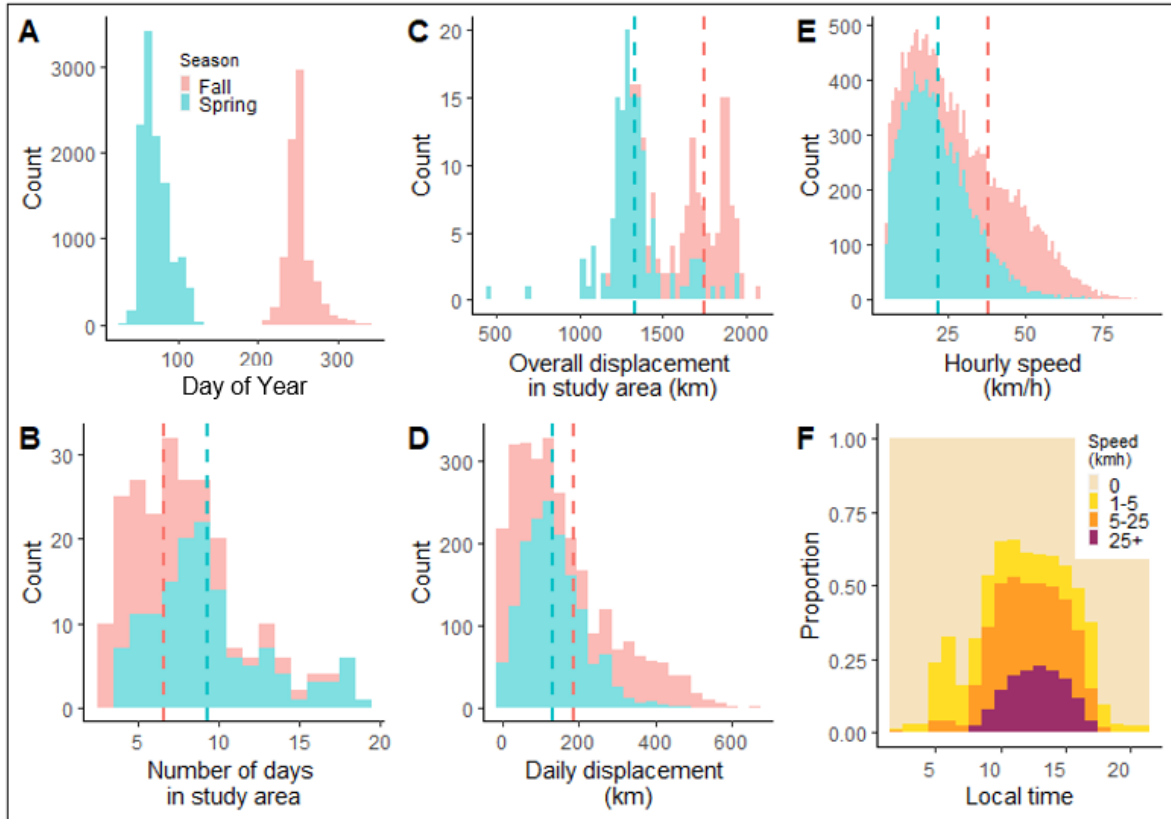 A
Season
Fall
Spring
Count
3000
2000
1000
0
100
200
300
Day of Year
C
Count
20
15
10
5
0
500
1000
1500
2000
Overall displacement
in study area (km)
E
Count
500
400
300
200
100
0
25
50
75
Hourly speed
(km/h)
B
Count
30
20
10
0
5
10
15
20
Number of days
in study area
D
Count
300
200
100
0
0
200
400
600
Daily displacement
(km)
F
Speed
(kmh)
0
1-5
5-25
25+
Proportion
1.00
0.75
0.50
0.25
0.00
5
10
15
20
Local time